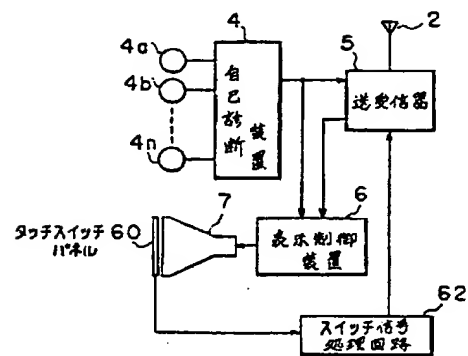 4
2
5
4a
4b
4n
自己診断
装置
送受信器
7
6
タッチスイッチ 60
パネル
表示制御
装置
62
スイッチ信号
処理回路